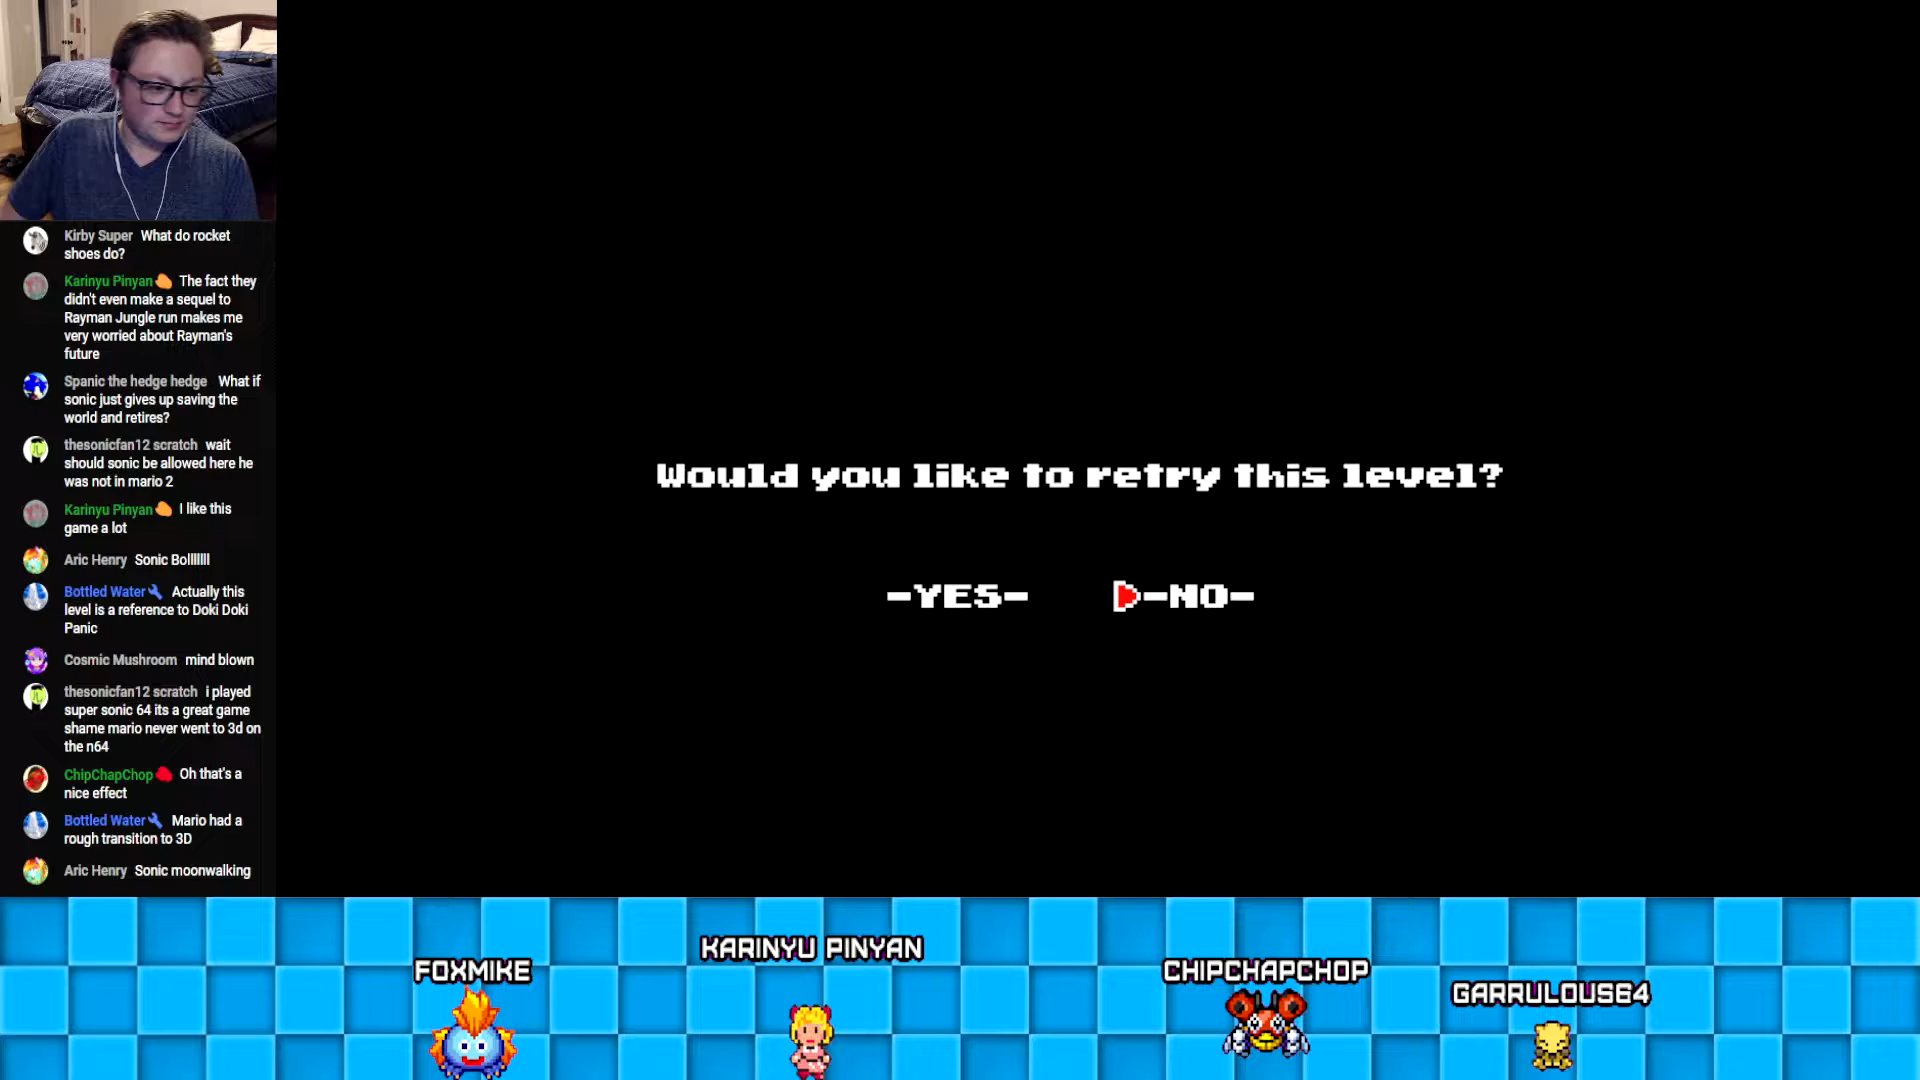 Kirby Super What do rocket
shoes do?
Karinyu Pinyan The fact they
didn't even make a sequel to
Rayman Jungle run makes me
very worried about Rayman's
future
Spanic the hedge hedge What if
sonic just gives up saving the
world and retires?
thesonicfan12 scratch wait
should sonic be allowed here he
was not in mario 2
Karinyu Pinyan I like this
game a lot
Aric Henry Sonic Bolllllll
Bottled Water Actually this
level is a reference to Doki Doki
Panic
Cosmic Mushroom mind blown
thesonicfan12 scratch i played
super sonic 64 its a great game
shame mario never went to 3d on
the n64
ChipChapChop Oh that's a
nice effect
Bottled Water Mario had a
rough transition to 3D
Aric Henry Sonic moonwalking
Would you like to retry this level?
-YES- -NO-
FOXMIKE
KARINYU PINYAN
CHIPCHAPCHOP
GARRULOUS64